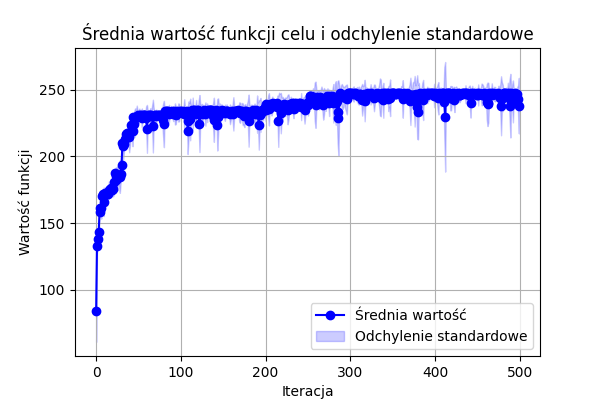 Średnia wartość funkcji celu i odchylenie standardowe
250
200
150
100
Wartość funkcji
Średnia wartość
Odchylenie standardowe
0 100 200 300 400 500
Iteracja